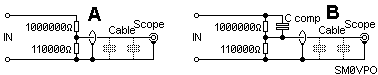 A
Scope
1000000Ω
Cable
IN
110000Ω
B
C comp
Scope
1000000Ω
Cable
IN
110000Ω
SM0VPO